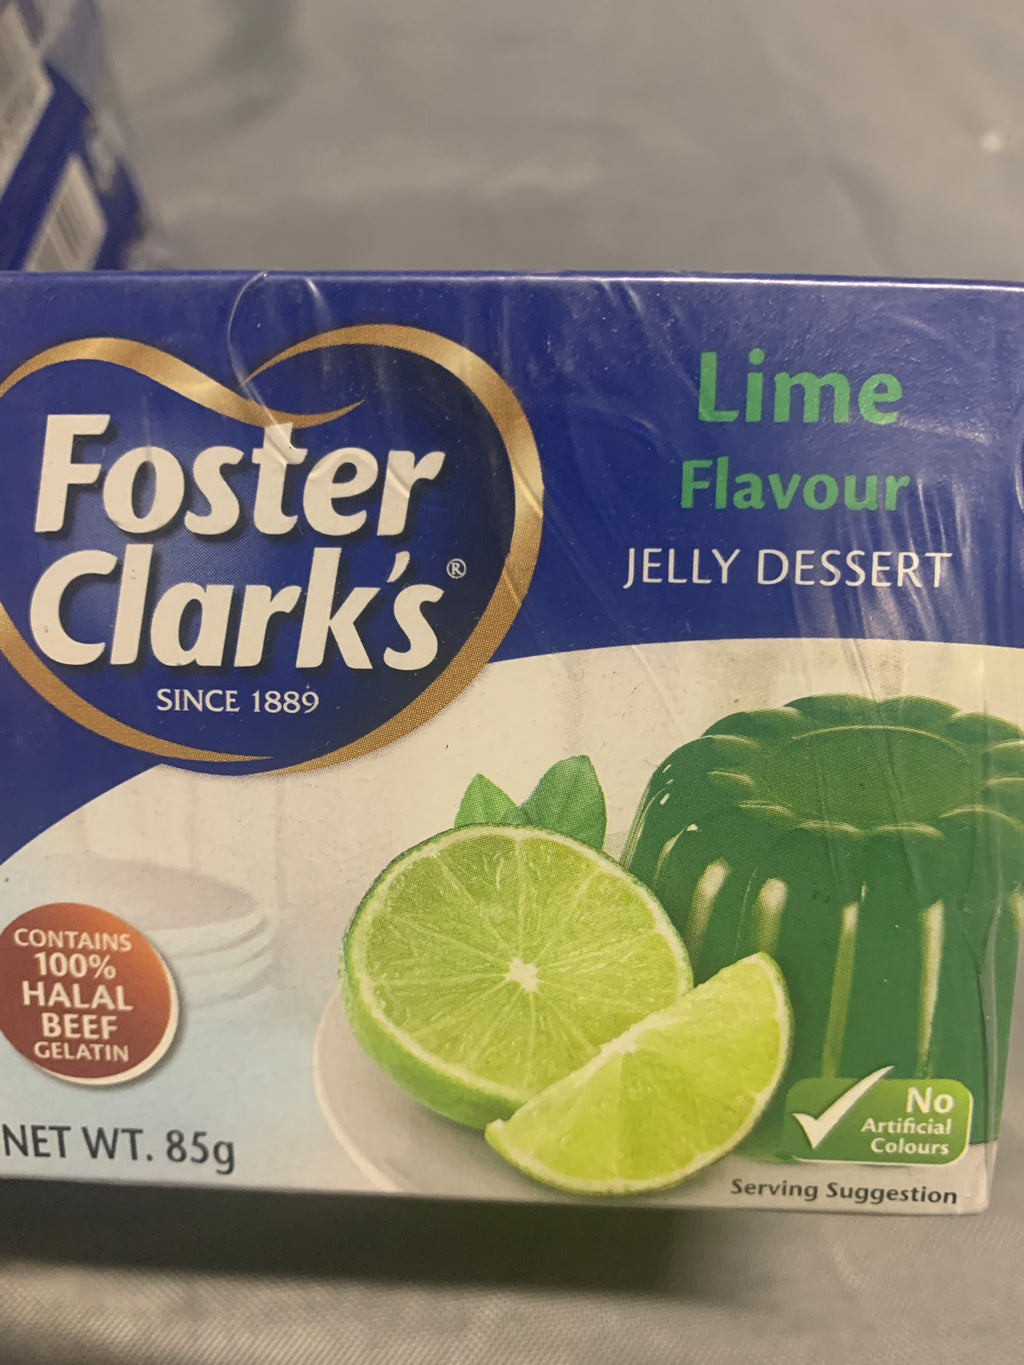 Foster
Clark's®
SINCE 1889
Lime
Flavour
JELLY DESSERT
CONTAINS
100%
HALAL
BEEF
GELATIN
NET WT. 85g
No
Artificial
Colours
Serving Suggestion